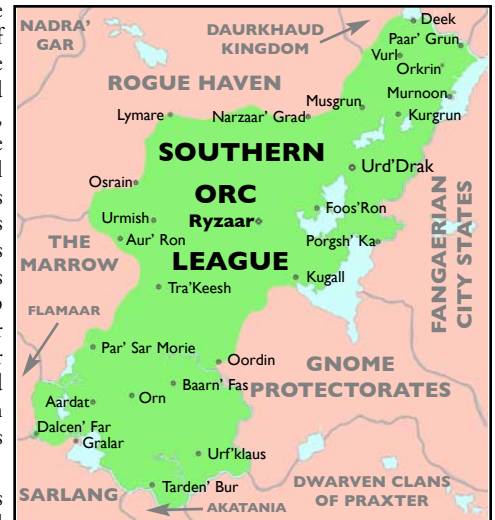 NADRA'
GAR
DAURKHAUD
KINGDOM
Deek
Paar' Grun
Vurl
Orkrin'
ROGUE HAVEN
Murnoon
Musgrun
Lymare
Narzaar' Grad
Kurgrun
SOUTHERN
Urd'Drak
Osrain
ORC
Foos'Ron
Urmish
Ryzaar
Aur' Ron
Porgsh' Ka
THE
MARROW
LEAGUE
Kugall
FANGAERIAN
CITY STATES
Tra'Keesh
FLAMAAR
Par' Sar Morie
Oordin
GNOME
PROTECTORATES
Baarn' Fas
Aardat
Orn
Dalcen' Far
Gralar
Urf'klaus
SARLANG
Tarden' Bur
AKATANIA
DWARVEN CLANS
OF PRAXTER